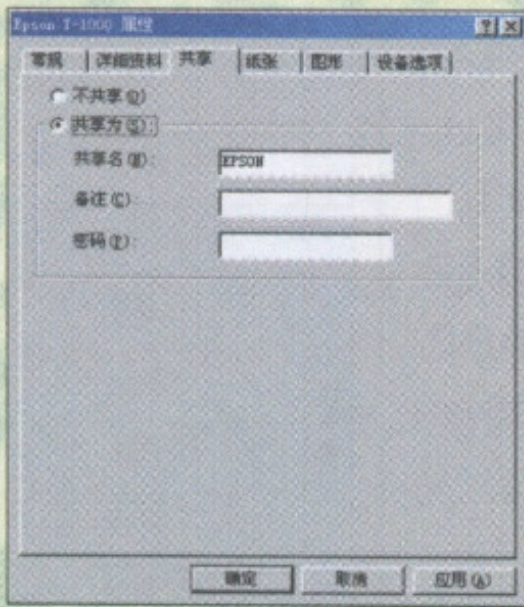 Epson T-1000 属性
常规 详细资料 共享 纸张 图形 设备选项
不共享(O)
共享为(S):
共享名(N): EPSON
备注(C):
密码(P):
确定 取消 应用(A)